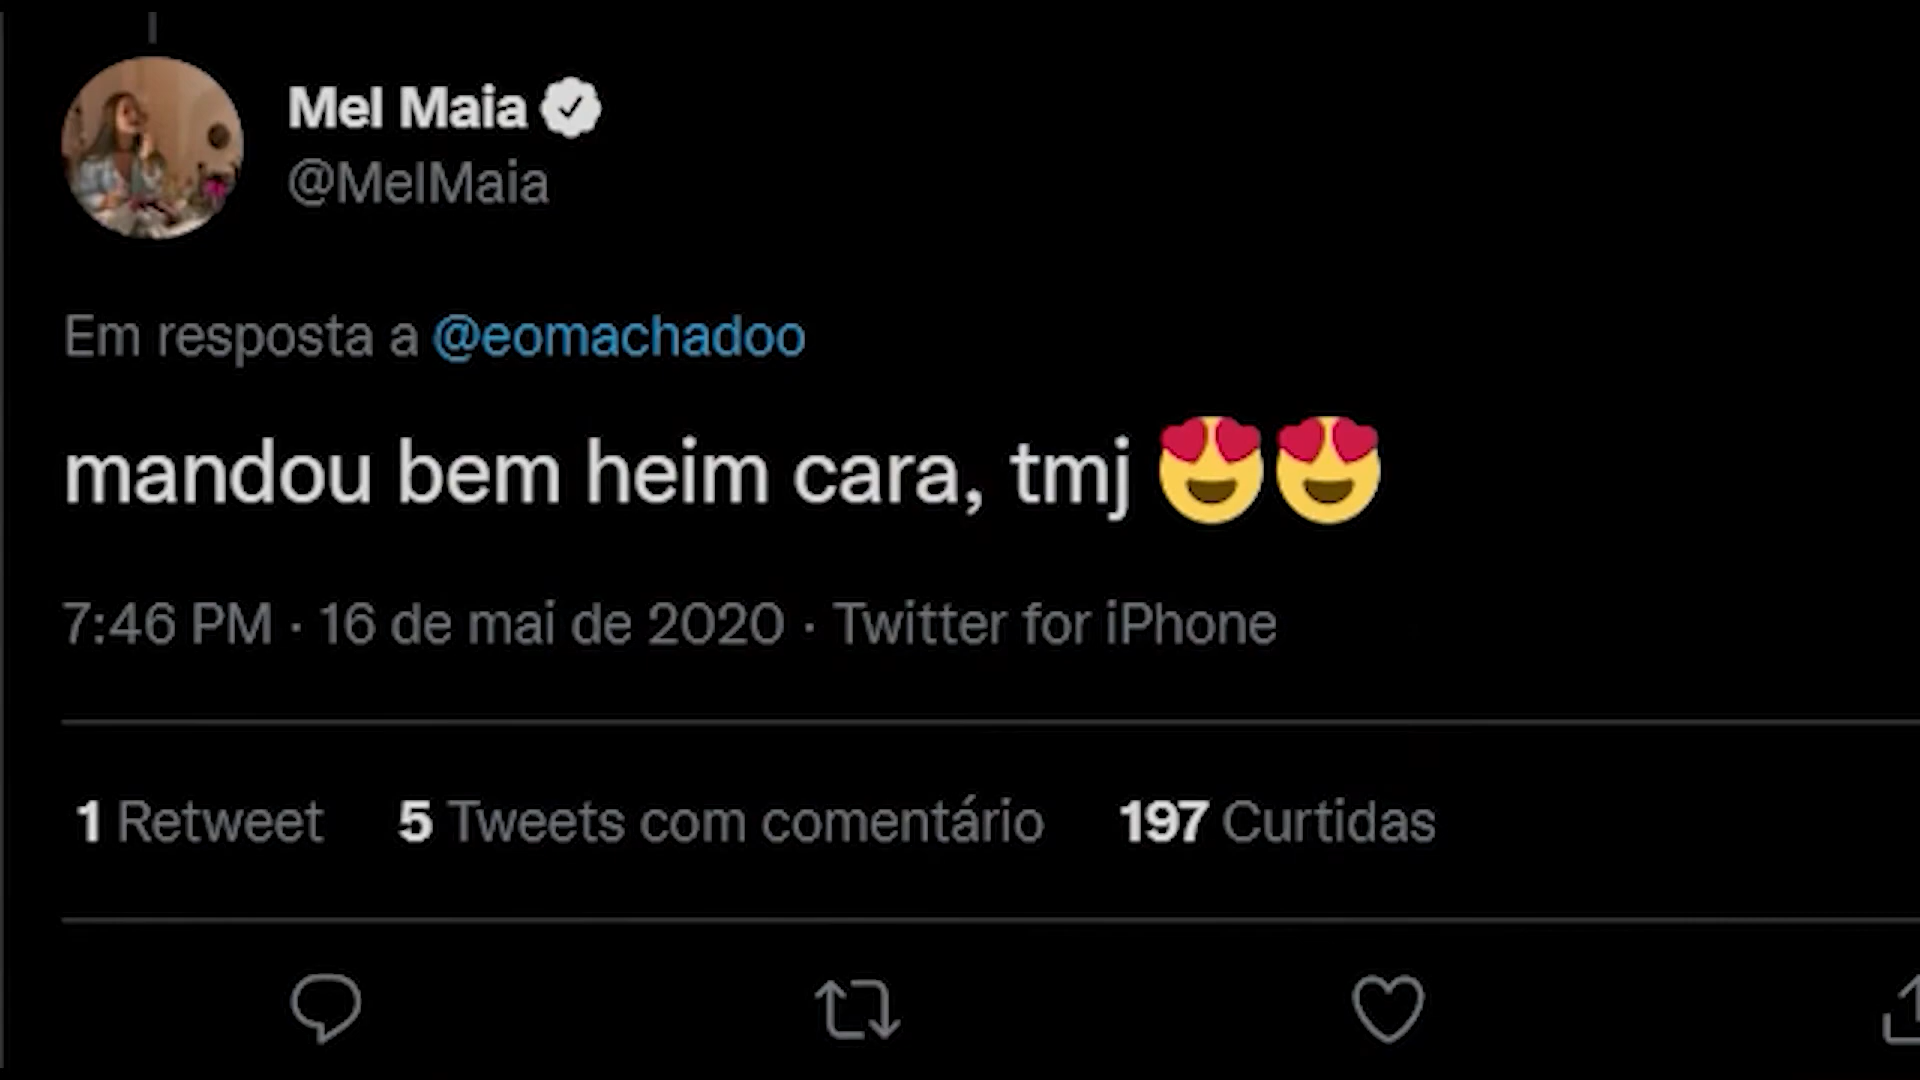 Mel Maia
@MelMaia
Em resposta a @eomachadoo
mandou bem heim cara, tmj 😍😍
7:46 PM · 16 de mai de 2020 · Twitter for iPhone
1 Retweet 5 Tweets com comentário 197 Curtidas